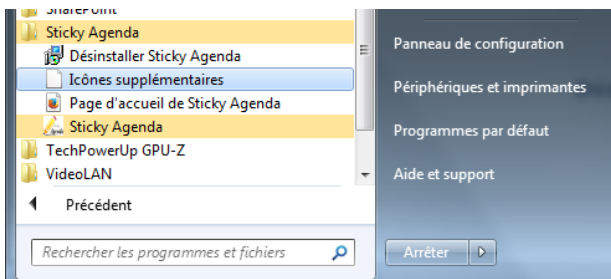 SharePoint
Sticky Agenda
Désinstaller Sticky Agenda
Icônes supplémentaires
Page d'accueil de Sticky Agenda
Sticky Agenda
TechPowerUp GPU-Z
VideoLAN
Précédent
Rechercher les programmes et fichiers
Panneau de configuration
Périphériques et imprimantes
Programmes par défaut
Aide et support
Arrêter